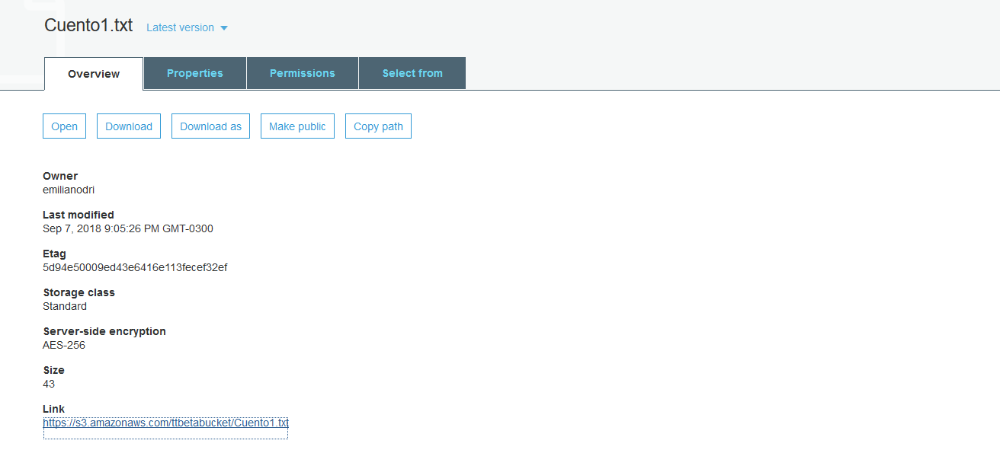 Cuento1.txt Latest version
Overview Properties Permissions Select from
Open Download Download as Make public Copy path
Owner
emilianodri
Last modified
Sep 7, 2018 9:05:26 PM GMT-0300
Etag
5d94e50009ed43e6416e113fecef32ef
Storage class
Standard
Server-side encryption
AES-256
Size
43
Link
https://s3.amazonaws.com/ttbetabucket/Cuento1.txt